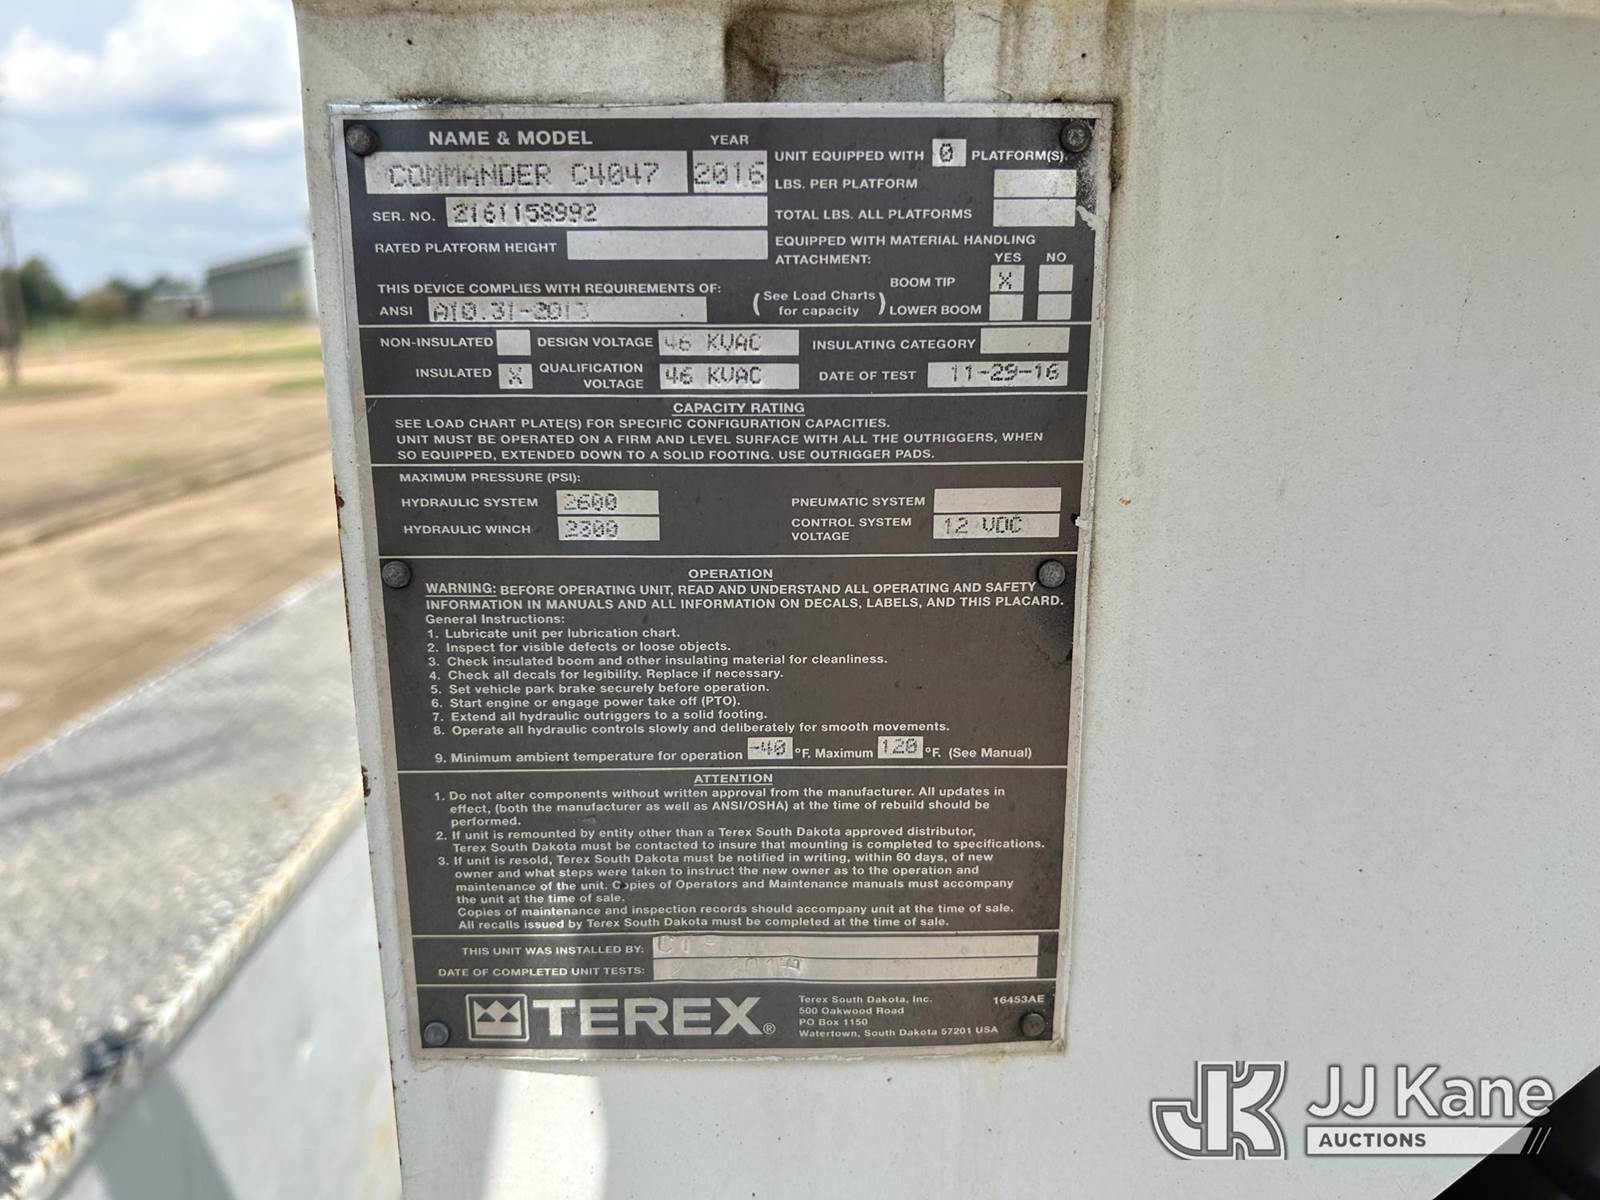 NAME & MODEL YEAR
COMMANDER C4047 2016
UNIT EQUIPPED WITH 0 PLATFORM(S)
LBS. PER PLATFORM
SER. NO. 2161158992
TOTAL LBS. ALL PLATFORMS
RATED PLATFORM HEIGHT
EQUIPPED WITH MATERIAL HANDLING
ATTACHMENT: YES NO
BOOM TIP X
THIS DEVICE COMPLIES WITH REQUIREMENTS OF:
ANSI A10.31-2013
(See Load Charts
for capacity)
LOWER BOOM
NON-INSULATED DESIGN VOLTAGE 46 KVAC INSULATING CATEGORY
INSULATED X QUALIFICATION
VOLTAGE 46 KVAC DATE OF TEST 11-29-16
CAPACITY RATING
SEE LOAD CHART PLATE(S) FOR SPECIFIC CONFIGURATION CAPACITIES.
UNIT MUST BE OPERATED ON A FIRM AND LEVEL SURFACE WITH ALL THE OUTRIGGERS, WHEN
SO EQUIPPED, EXTENDED DOWN TO A SOLID FOOTING. USE OUTRIGGER PADS.
MAXIMUM PRESSURE (PSI):
HYDRAULIC SYSTEM 2600 PNEUMATIC SYSTEM
HYDRAULIC WINCH 2300 CONTROL SYSTEM
VOLTAGE 12 VDC
OPERATION
WARNING: BEFORE OPERATING UNIT, READ AND UNDERSTAND ALL OPERATING AND SAFETY
INFORMATION IN MANUALS AND ALL INFORMATION ON DECALS, LABELS, AND THIS PLACARD.
General Instructions:
1. Lubricate unit per lubrication chart.
2. Inspect for visible defects or loose objects.
3. Check insulated boom and other insulating material for cleanliness.
4. Check all decals for legibility. Replace if necessary.
5. Set vehicle park brake securely before operation.
6. Start engine or engage power take off (PTO).
7. Extend all hydraulic outriggers to a solid footing.
8. Operate all hydraulic controls slowly and deliberately for smooth movements.
9. Minimum ambient temperature for operation -40 °F. Maximum 120 °F. (See Manual)
ATTENTION
1. Do not alter components without written approval from the manufacturer. All updates in
effect, (both the manufacturer as well as ANSI/OSHA) at the time of rebuild should be
performed.
2. If unit is remounted by entity other than a Terex South Dakota approved distributor,
Terex South Dakota must be contacted to insure that mounting is completed to specifications.
3. If unit is resold, Terex South Dakota must be notified in writing, within 60 days, of new
owner and what steps were taken to instruct the new owner as to the operation and
maintenance of the unit. Copies of Operators and Maintenance manuals must accompany
the unit at the time of sale.
Copies of maintenance and inspection records should accompany unit at the time of sale.
All recalls issued by Terex South Dakota must be completed at the time of sale.
THIS UNIT WAS INSTALLED BY:
DATE OF COMPLETED UNIT TESTS:
TEREX®
Terex South Dakota, Inc. 16453AE
500 Oakwood Road
PO Box 1150
Watertown, South Dakota 57201 USA
JK JJ Kane
AUCTIONS